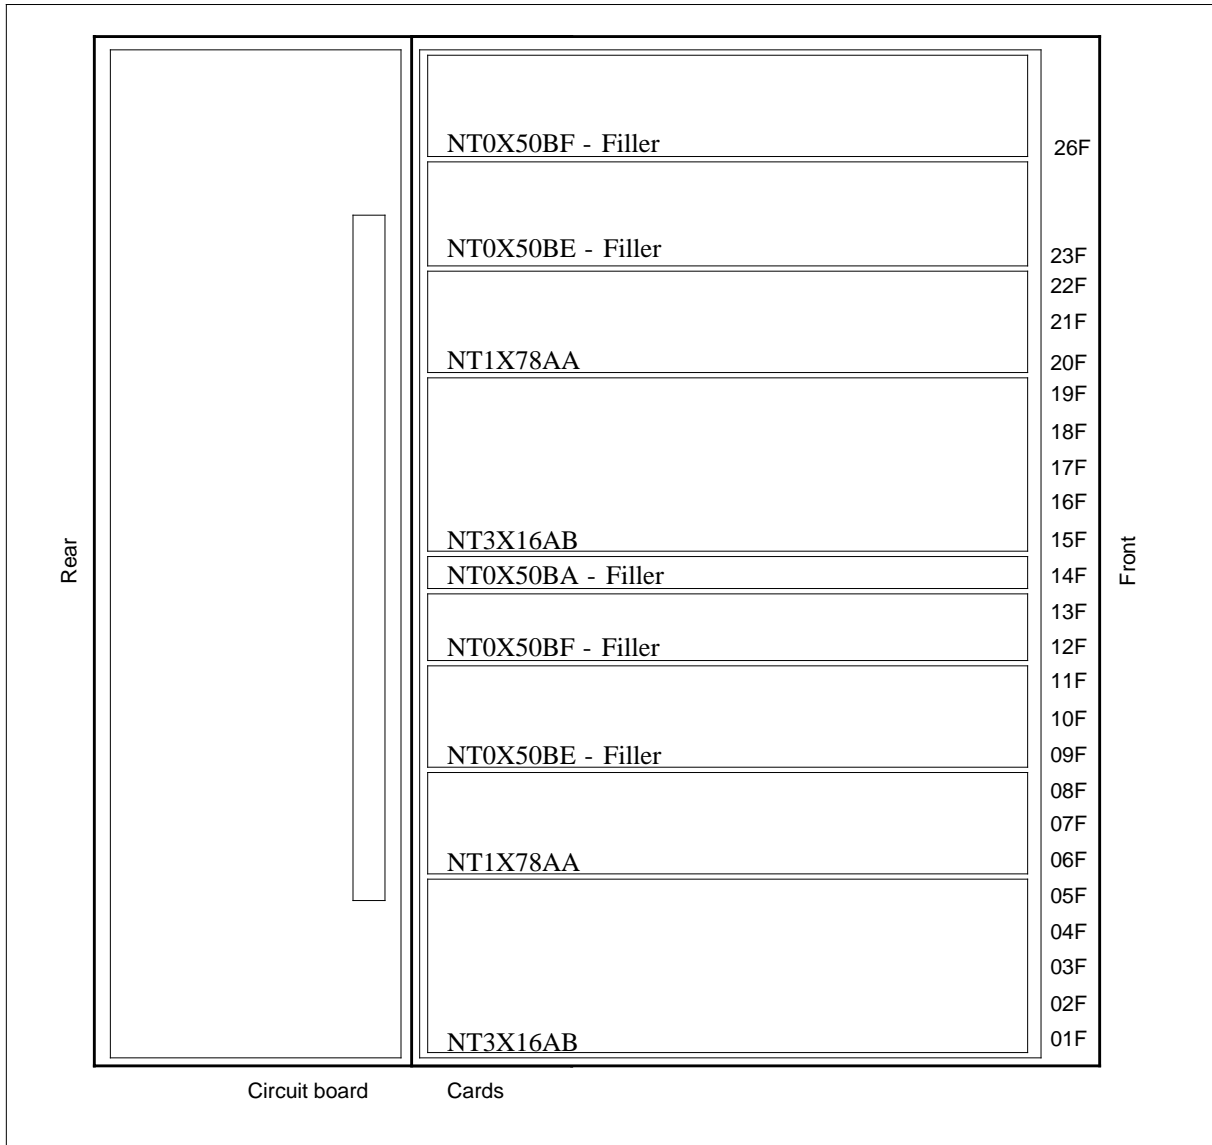 NT0X50BF - Filler 26F
NT0X50BE - Filler 23F
22F
21F
NT1X78AA 20F
19F
18F
17F
16F
NT3X16AB 15F
Rear
Front
NT0X50BA - Filler 14F
13F
NT0X50BF - Filler 12F
11F
10F
NT0X50BE - Filler 09F
08F
07F
NT1X78AA 06F
05F
04F
03F
02F
NT3X16AB 01F
Circuit board Cards